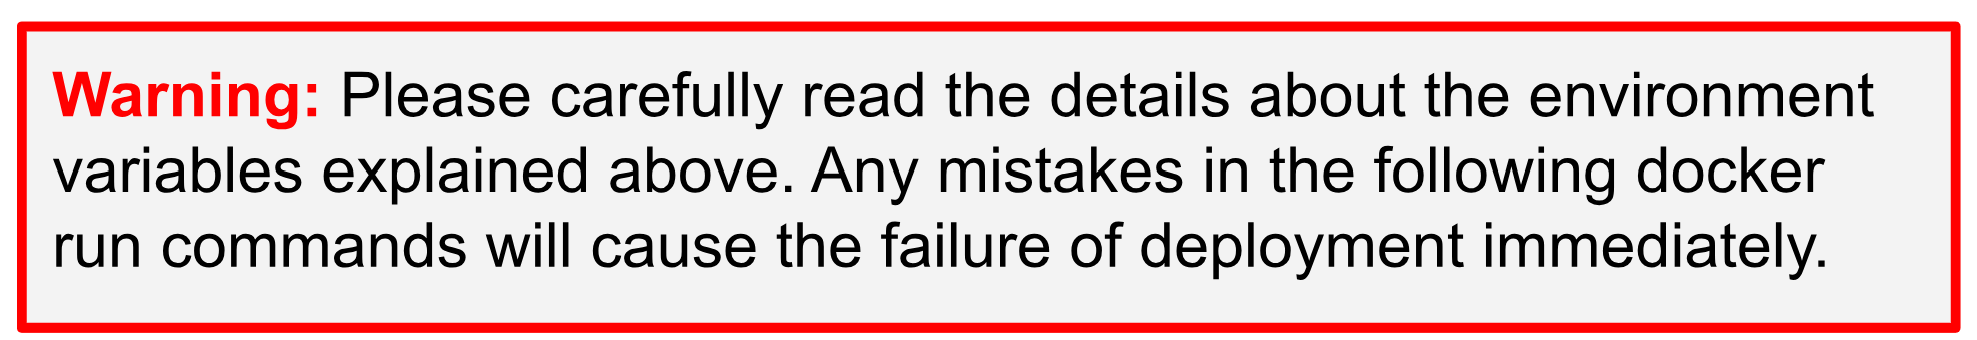 Warning: Please carefully read the details about the environment
variables explained above. Any mistakes in the following docker
run commands will cause the failure of deployment immediately.